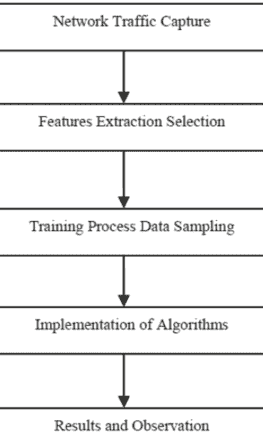 Network Traffic Capture
Features Extraction Selection
Training Process Data Sampling
Implementation of Algorithms
Results and Observation